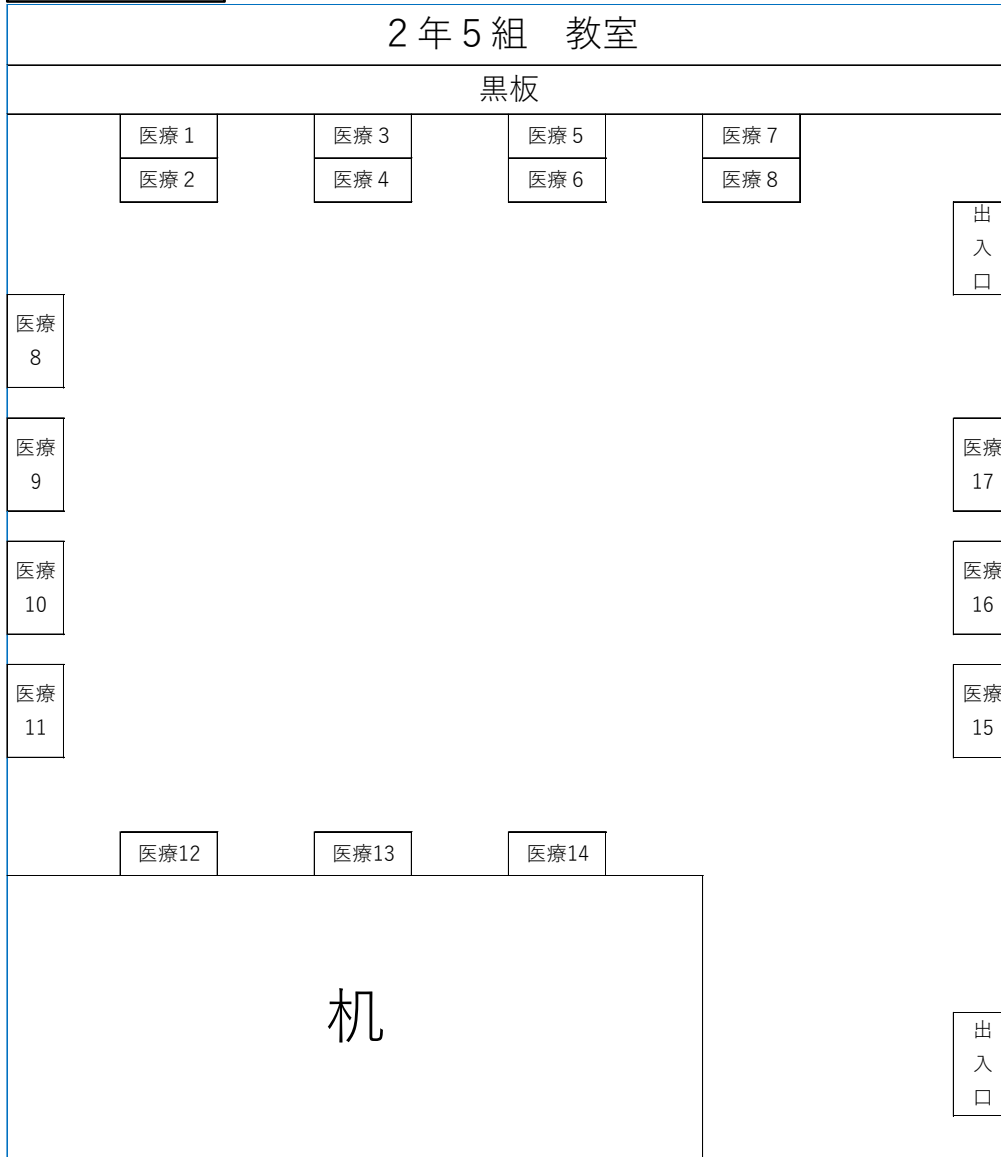 ２年５組　教室
黒板
医療１
医療３
医療５
医療７
医療２
医療４
医療６
医療８
出
入
口
医療
8
医療
9
医療
17
医療
10
医療
16
医療
11
医療
15
医療12
医療13
医療14
机
出
入
口